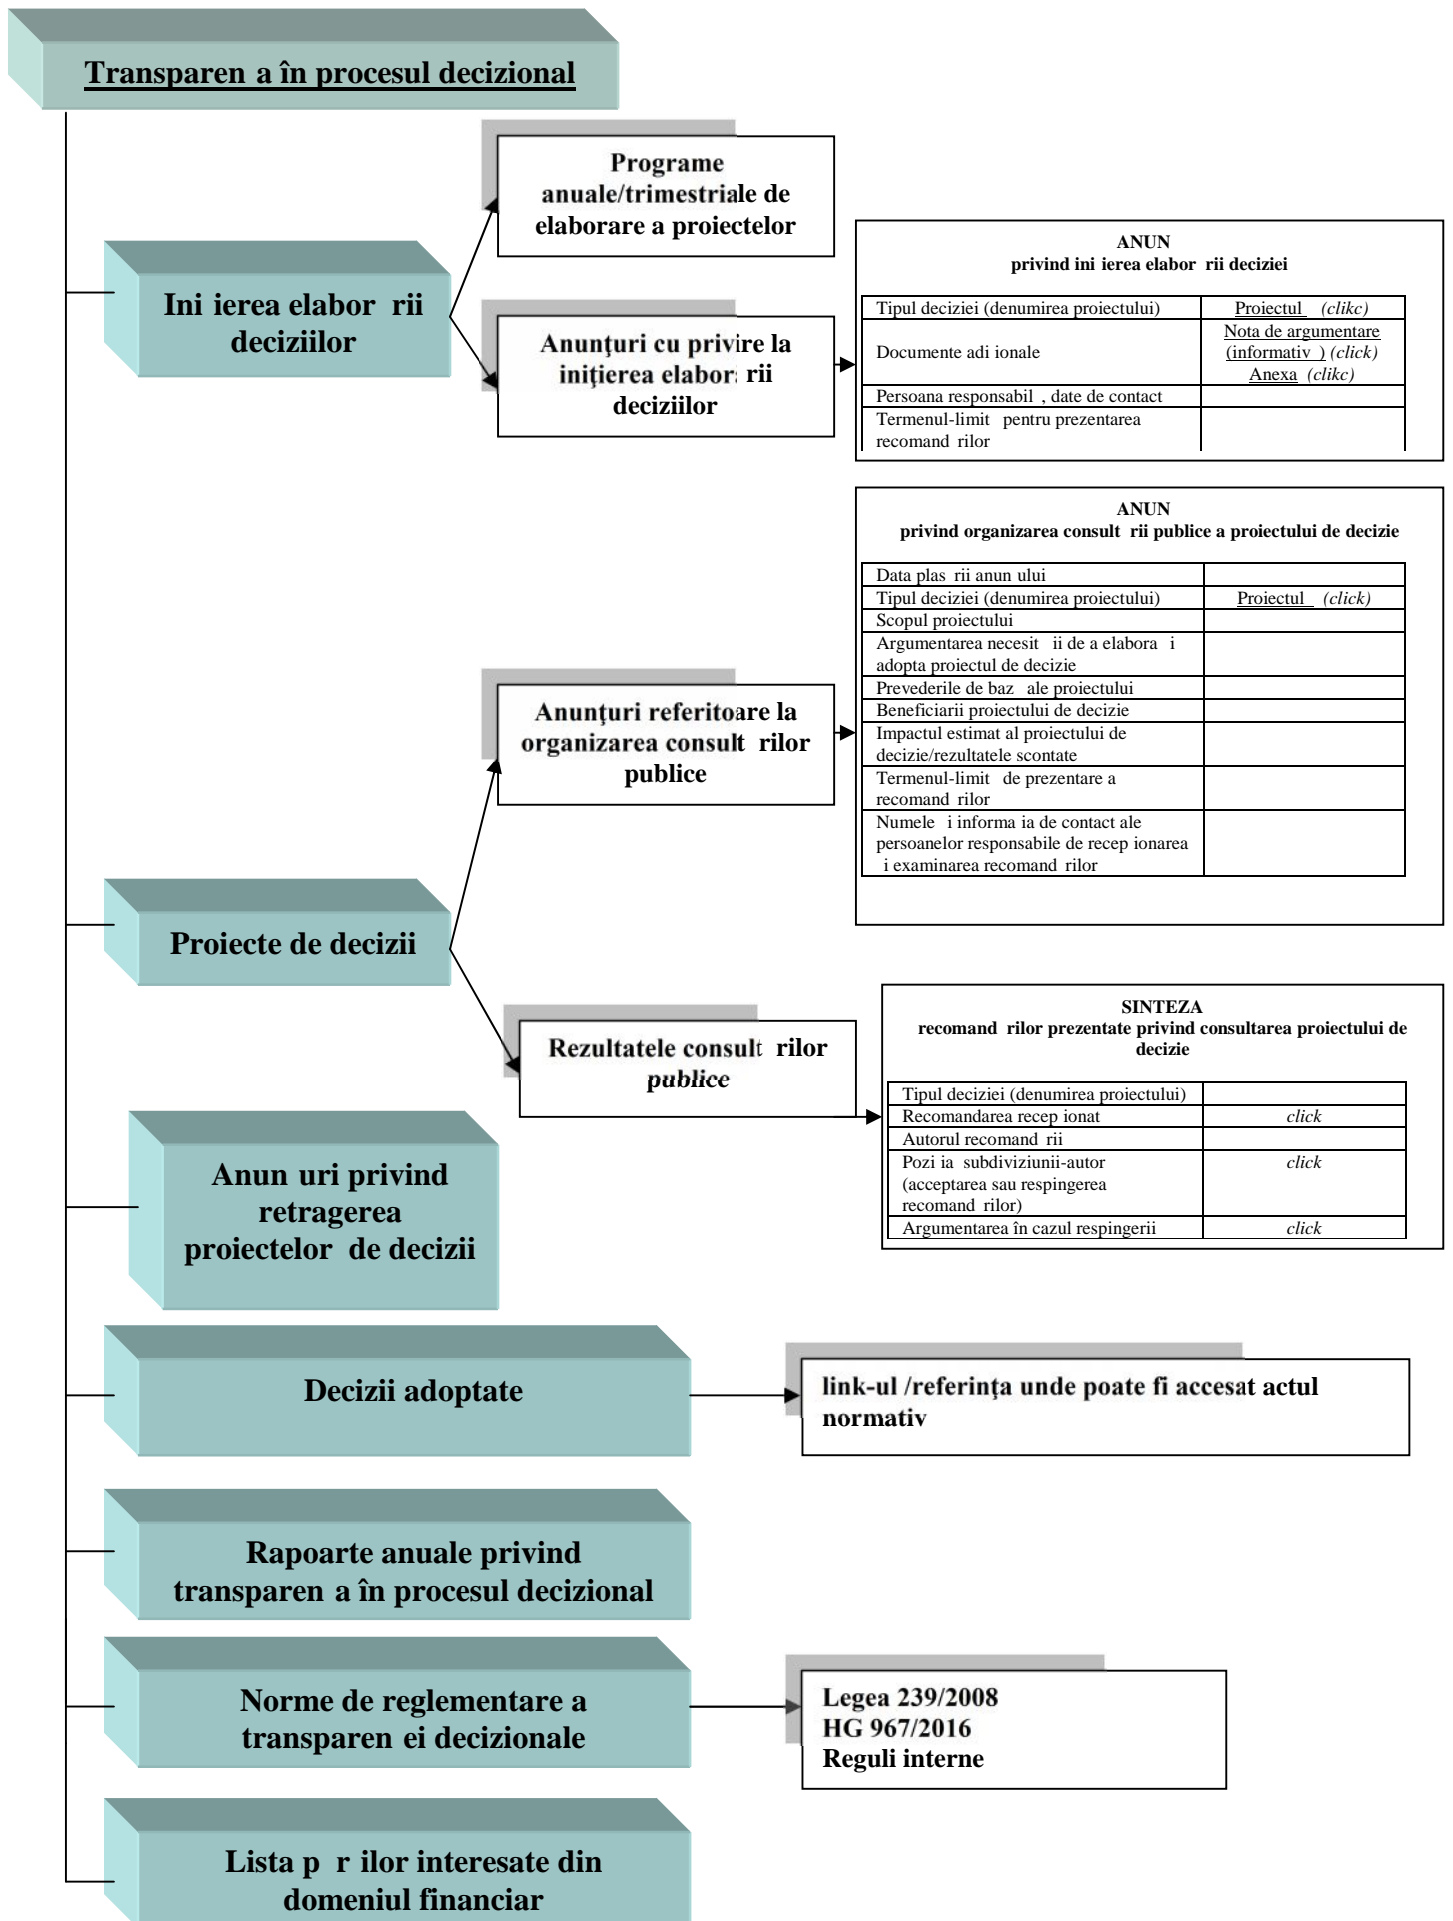 Transparen a în procesul decizional
Programe
anuale/trimestriale de
elaborare a proiectelor
Ini ierea elabor rii
deciziilor
Anunţuri cu privire la
iniţierea elabor rii
deciziilor
ANUN
privind ini ierea elabor rii deciziei
Tipul deciziei (denumirea proiectului) Proiectul (clikc)
Documente adi ionale Nota de argumentare
(informativ ) (click)
Anexa (clikc)
Persoana responsabil , date de contact
Termenul-limit pentru prezentarea
recomand rilor
ANUN
privind organizarea consult rii publice a proiectului de decizie
Data plas rii anun ului
Tipul deciziei (denumirea proiectului) Proiectul (click)
Scopul proiectului
Argumentarea necesit ii de a elabora i
adopta proiectul de decizie
Prevederile de baz ale proiectului
Beneficiarii proiectului de decizie
Impactul estimat al proiectului de
decizie/rezultatele scontate
Termenul-limit de prezentare a
recomand rilor
Numele i informa ia de contact ale
persoanelor responsabile de recep ionarea
i examinarea recomand rilor
Anunţuri referitoare la
organizarea consult rilor
publice
Proiecte de decizii
Rezultatele consult rilor
publice
SINTEZA
recomand rilor prezentate privind consultarea proiectului de
decizie
Tipul deciziei (denumirea proiectului)
Recomandarea recep ionat click
Autorul recomand rii
Pozi ia subdiviziunii-autor click
(acceptarea sau respingerea
recomand rilor)
Argumentarea în cazul respingerii click
Anun uri privind
retragerea
proiectelor de decizii
Decizii adoptate
link-ul /referinţa unde poate fi accesat actul
normativ
Rapoarte anuale privind
transparen a în procesul decizional
Norme de reglementare a
transparen ei decizionale
Legea 239/2008
HG 967/2016
Reguli interne
Lista p r ilor interesate din
domeniul financiar